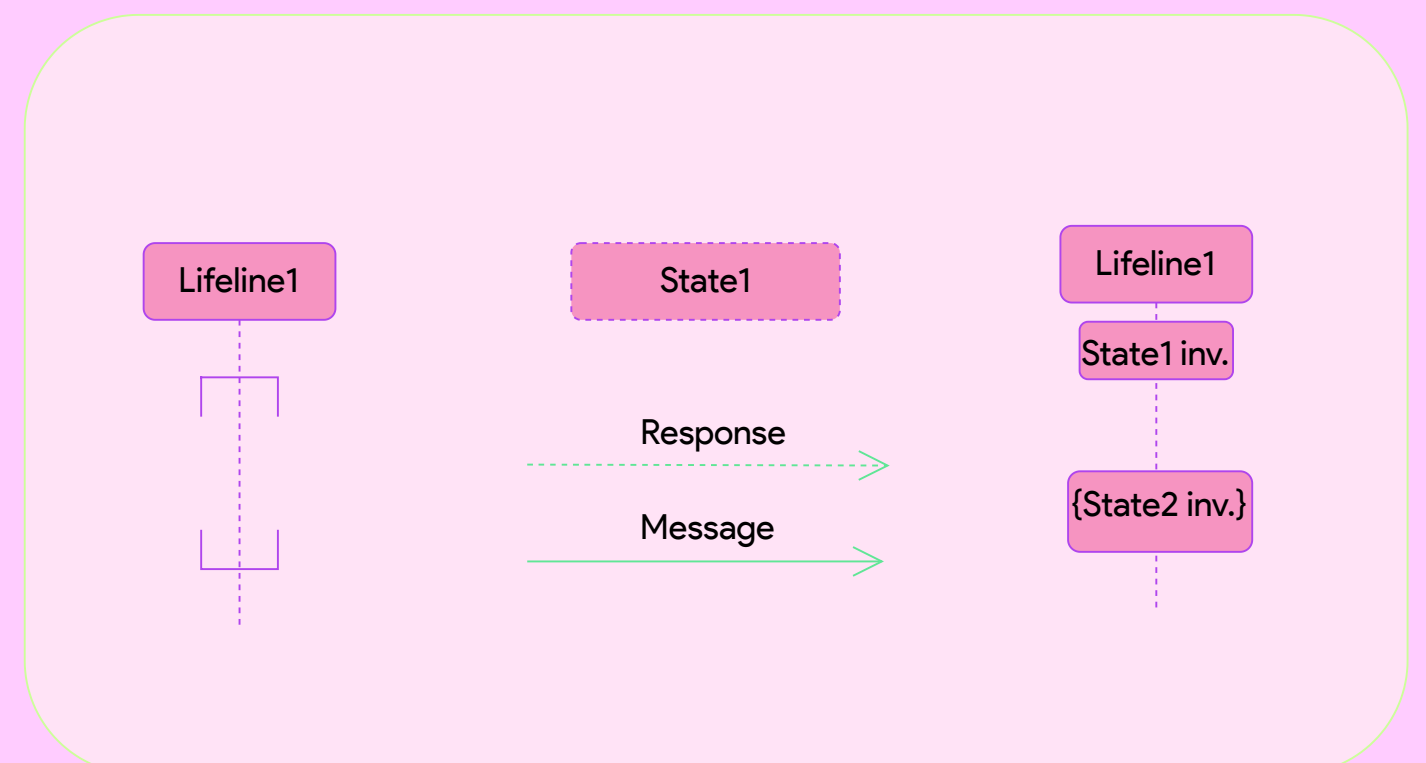 Lifeline1
State1
Response
Message
Lifeline1
State1 inv.
{State2 inv.}